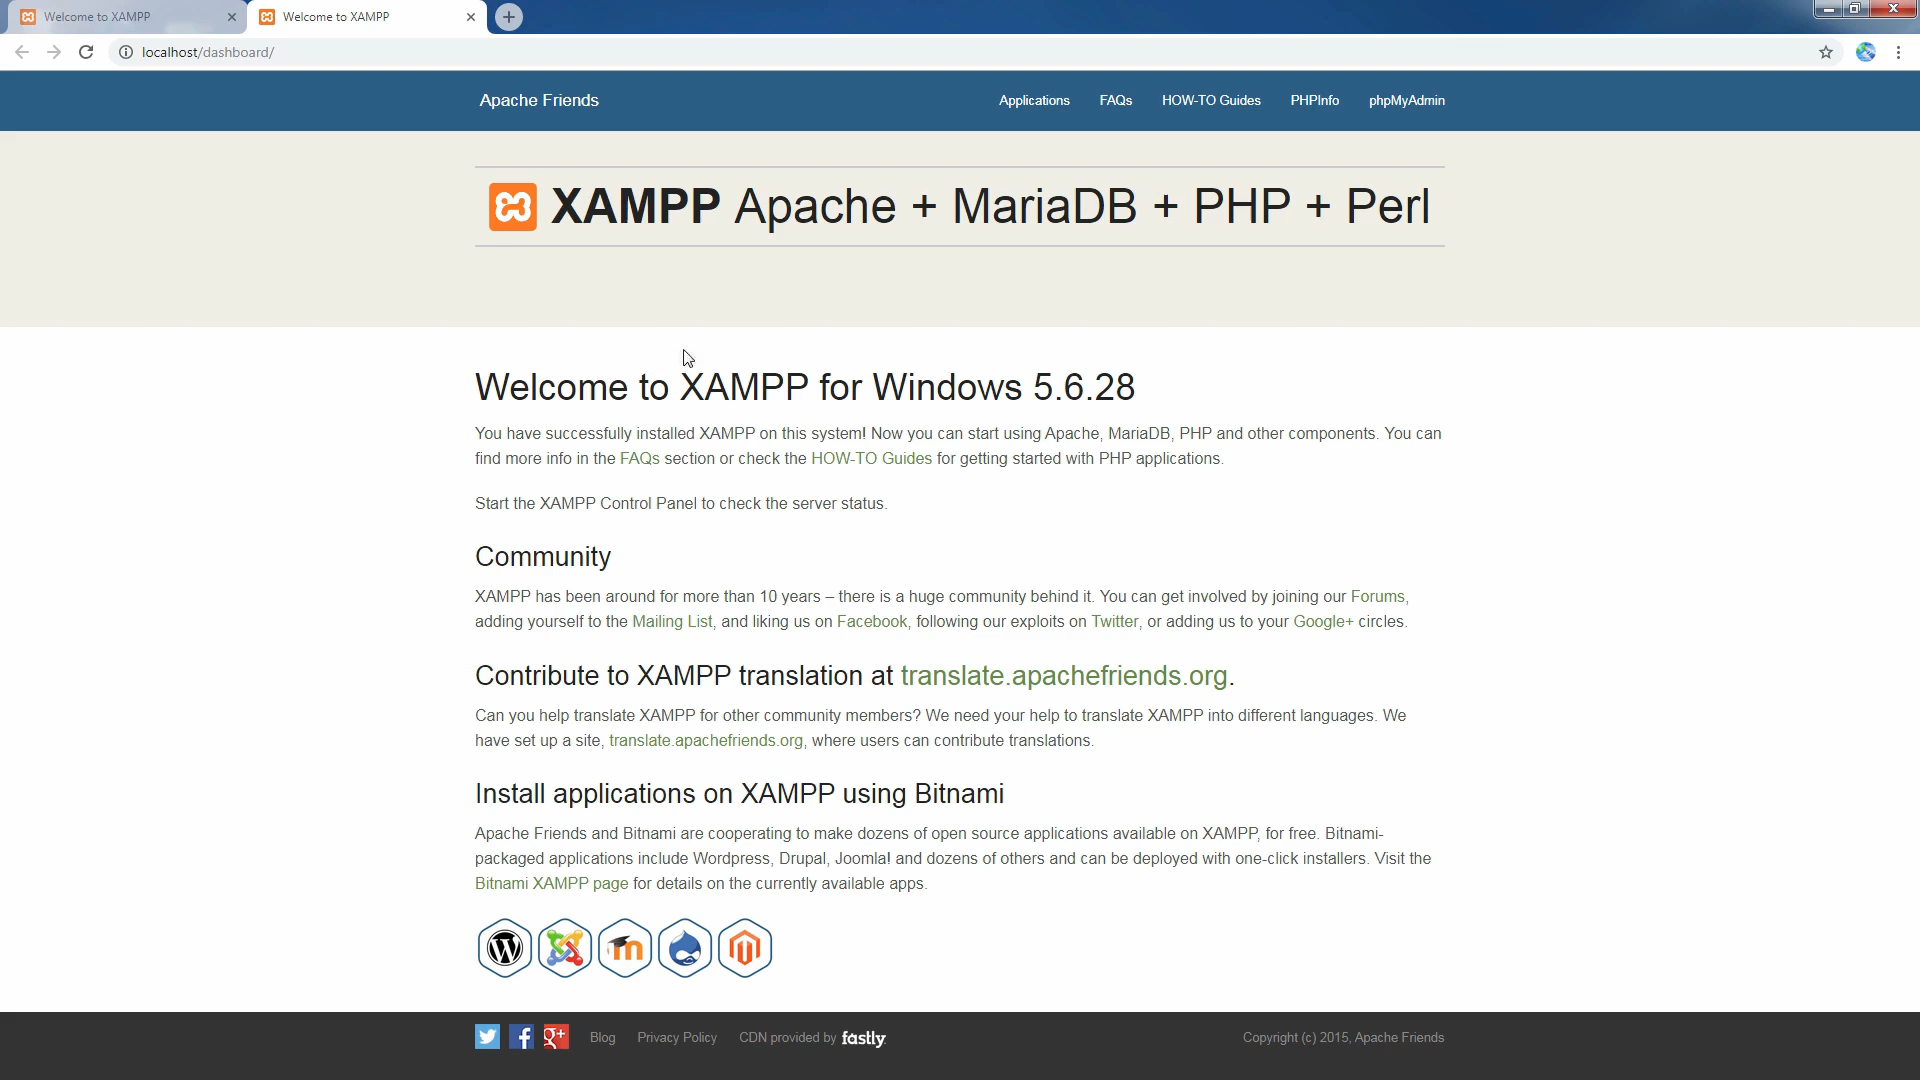 Welcome to XAMPP
Welcome to XAMPP
localhost/dashboard/
Apache Friends
Applications
FAQs
HOW-TO Guides
PHPInfo
phpMyAdmin
XAMPP Apache + MariaDB + PHP + Perl
Welcome to XAMPP for Windows 5.6.28
You have successfully installed XAMPP on this system! Now you can start using Apache, MariaDB, PHP and other components. You can
find more info in the FAQs section or check the HOW-TO Guides for getting started with PHP applications.
Start the XAMPP Control Panel to check the server status.
Community
XAMPP has been around for more than 10 years – there is a huge community behind it. You can get involved by joining our Forums,
adding yourself to the Mailing List, and liking us on Facebook, following our exploits on Twitter, or adding us to your Google+ circles.
Contribute to XAMPP translation at translate.apachefriends.org.
Can you help translate XAMPP for other community members? We need your help to translate XAMPP into different languages. We
have set up a site, translate.apachefriends.org, where users can contribute translations.
Install applications on XAMPP using Bitnami
Apache Friends and Bitnami are cooperating to make dozens of open source applications available on XAMPP, for free. Bitnami-
packaged applications include Wordpress, Drupal, Joomla! and dozens of others and can be deployed with one-click installers. Visit the
Bitnami XAMPP page for details on the currently available apps.
Blog
Privacy Policy
CDN provided by fastly
Copyright (c) 2015, Apache Friends